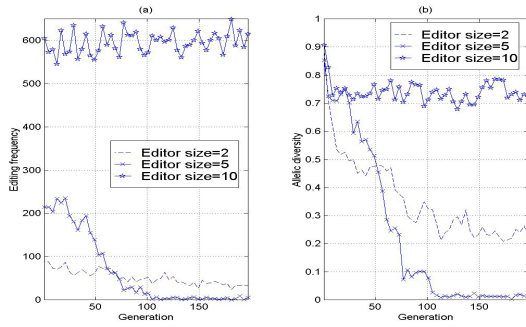 (a)
600
500
400
300
200
100
0
Editing frequency
Editor size=2
Editor size=5
Editor size=10
50
100
150
Generation
(b)
1
0.9
0.8
0.7
0.6
0.5
0.4
0.3
0.2
0.1
0
Allelic diversity
Editor size=2
Editor size=5
Editor size=10
50
100
150
Generation